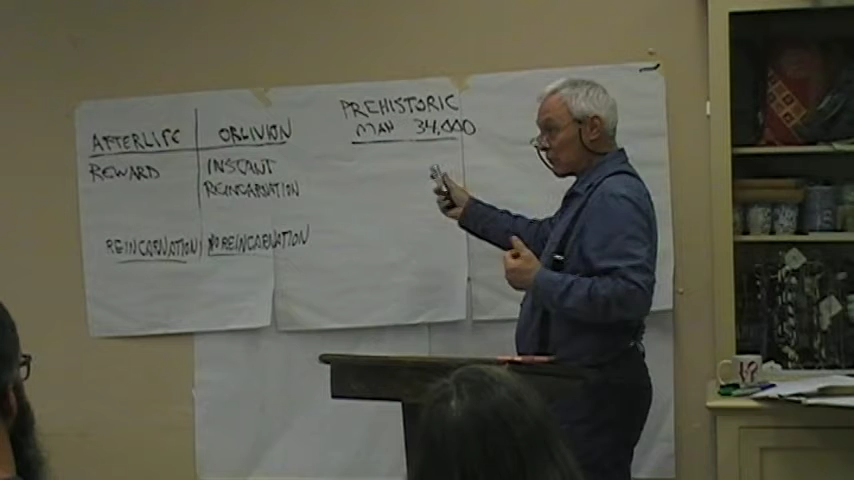 AFTERLIFE OBLIVION
REWARD INSTANT
REINCARNATION
REINCARNATION NO REINCARNATION
PREHISTORIC
MAN 34,000